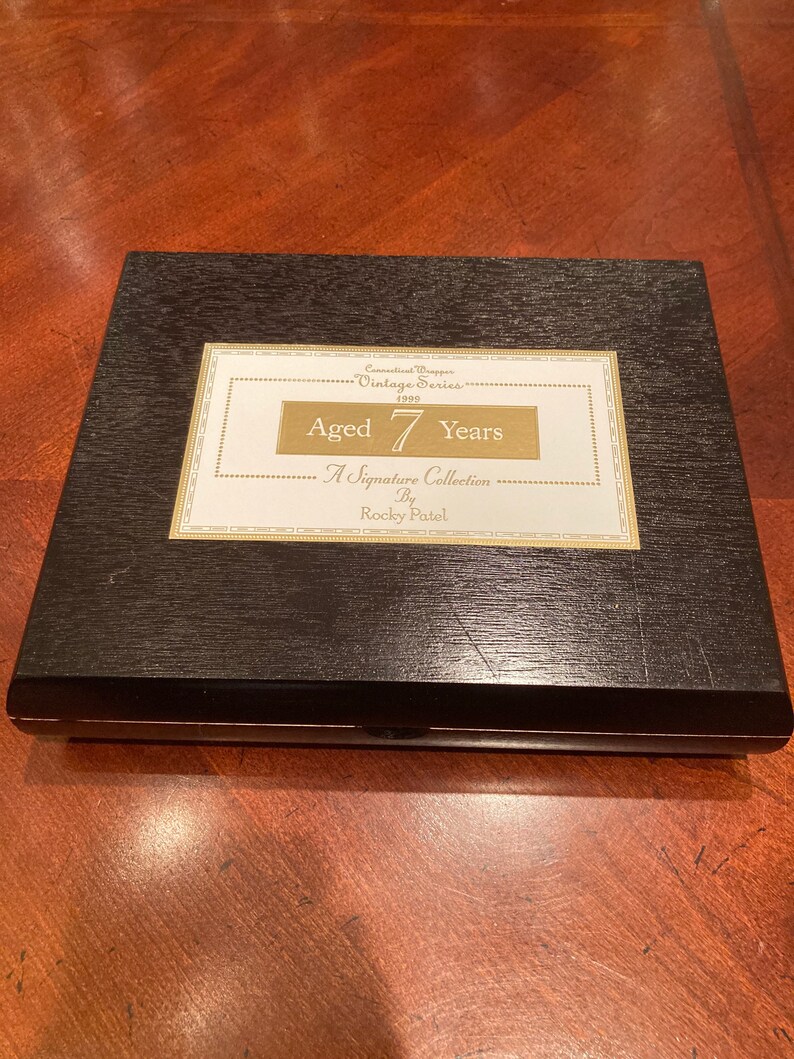 Connecticut Wrapper
Vintage Series
1999
Aged 7 Years
A Signature Collection
By
Rocky Patel